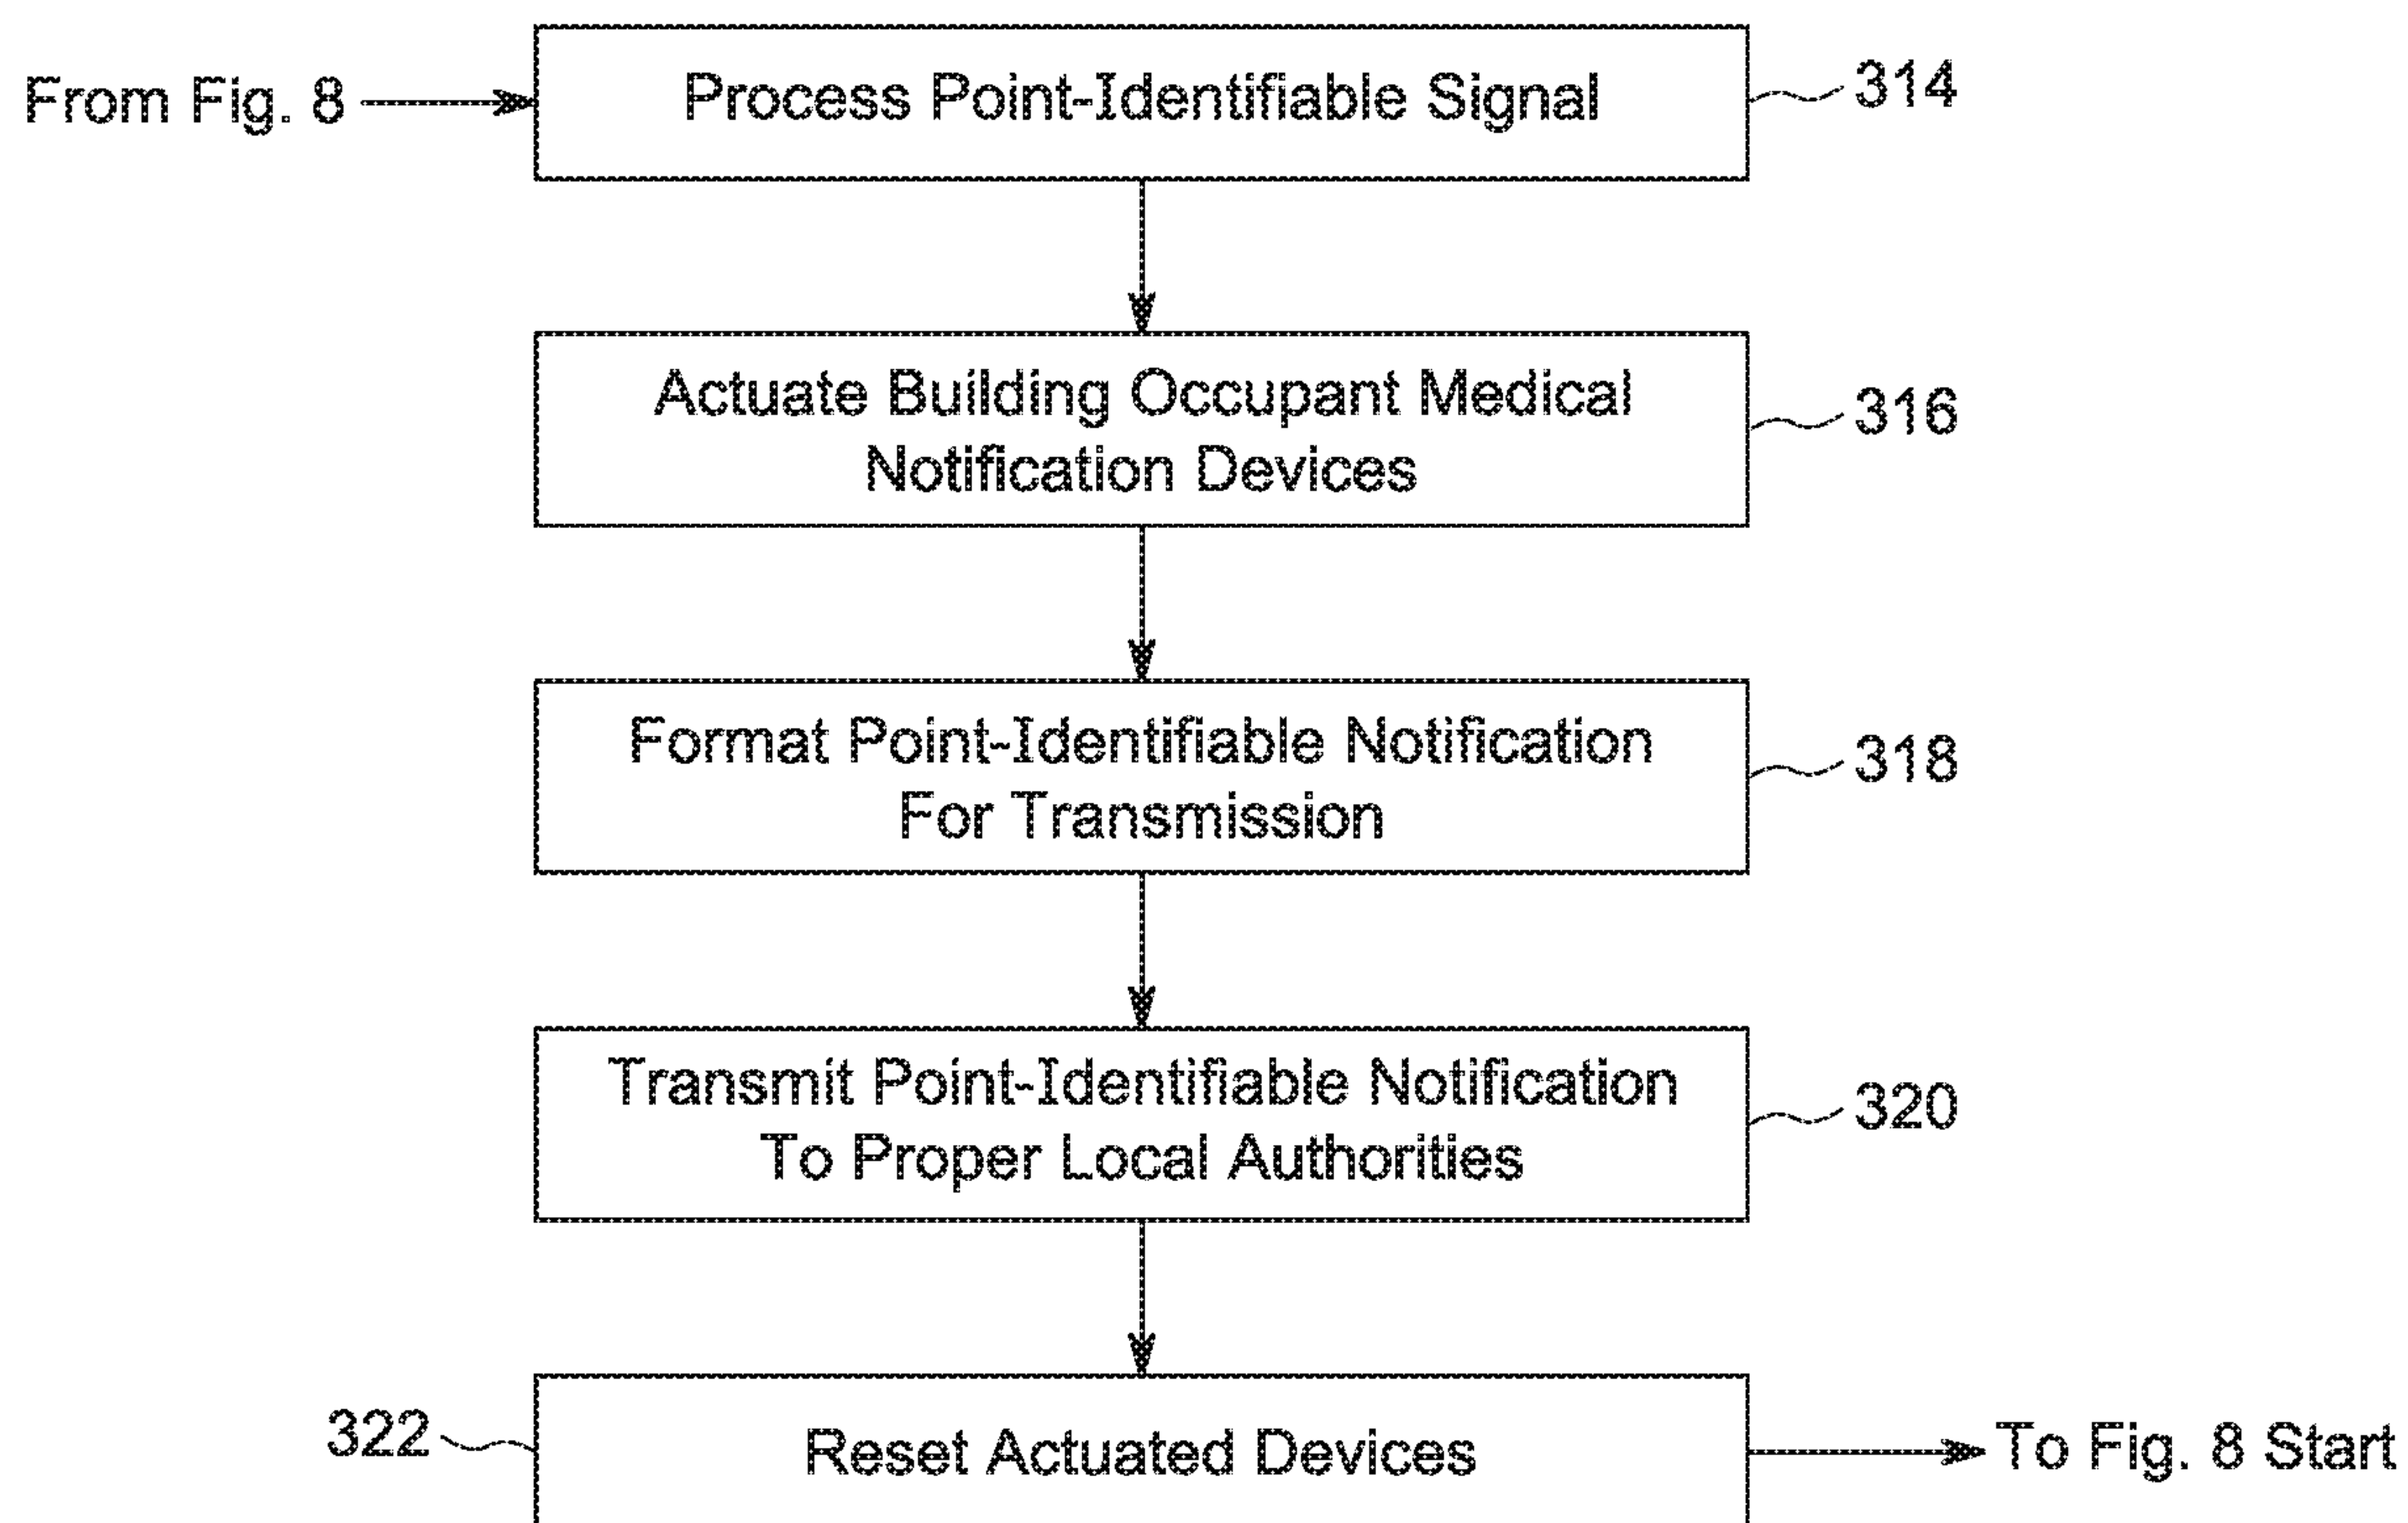 From Fig. 8
Process Point-Identifiable Signal
314
Actuate Building Occupant Medical
Notification Devices
316
Format Point-Identifiable Notification
For Transmission
318
Transmit Point-Identifiable Notification
To Proper Local Authorities
320
322
Reset Actuated Devices
To Fig. 8 Start